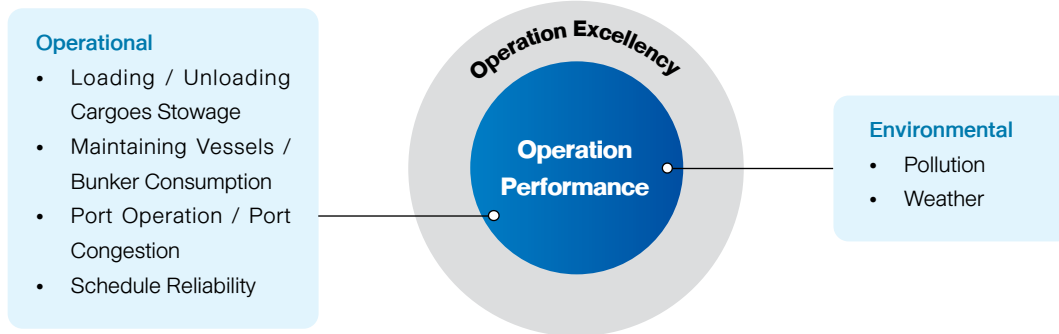 Operational
• Loading / Unloading
Cargoes Stowage
• Maintaining Vessels /
Bunker Consumption
• Port Operation / Port
Congestion
• Schedule Reliability
Operation Excellency
Operation
Performance
Environmental
• Pollution
• Weather